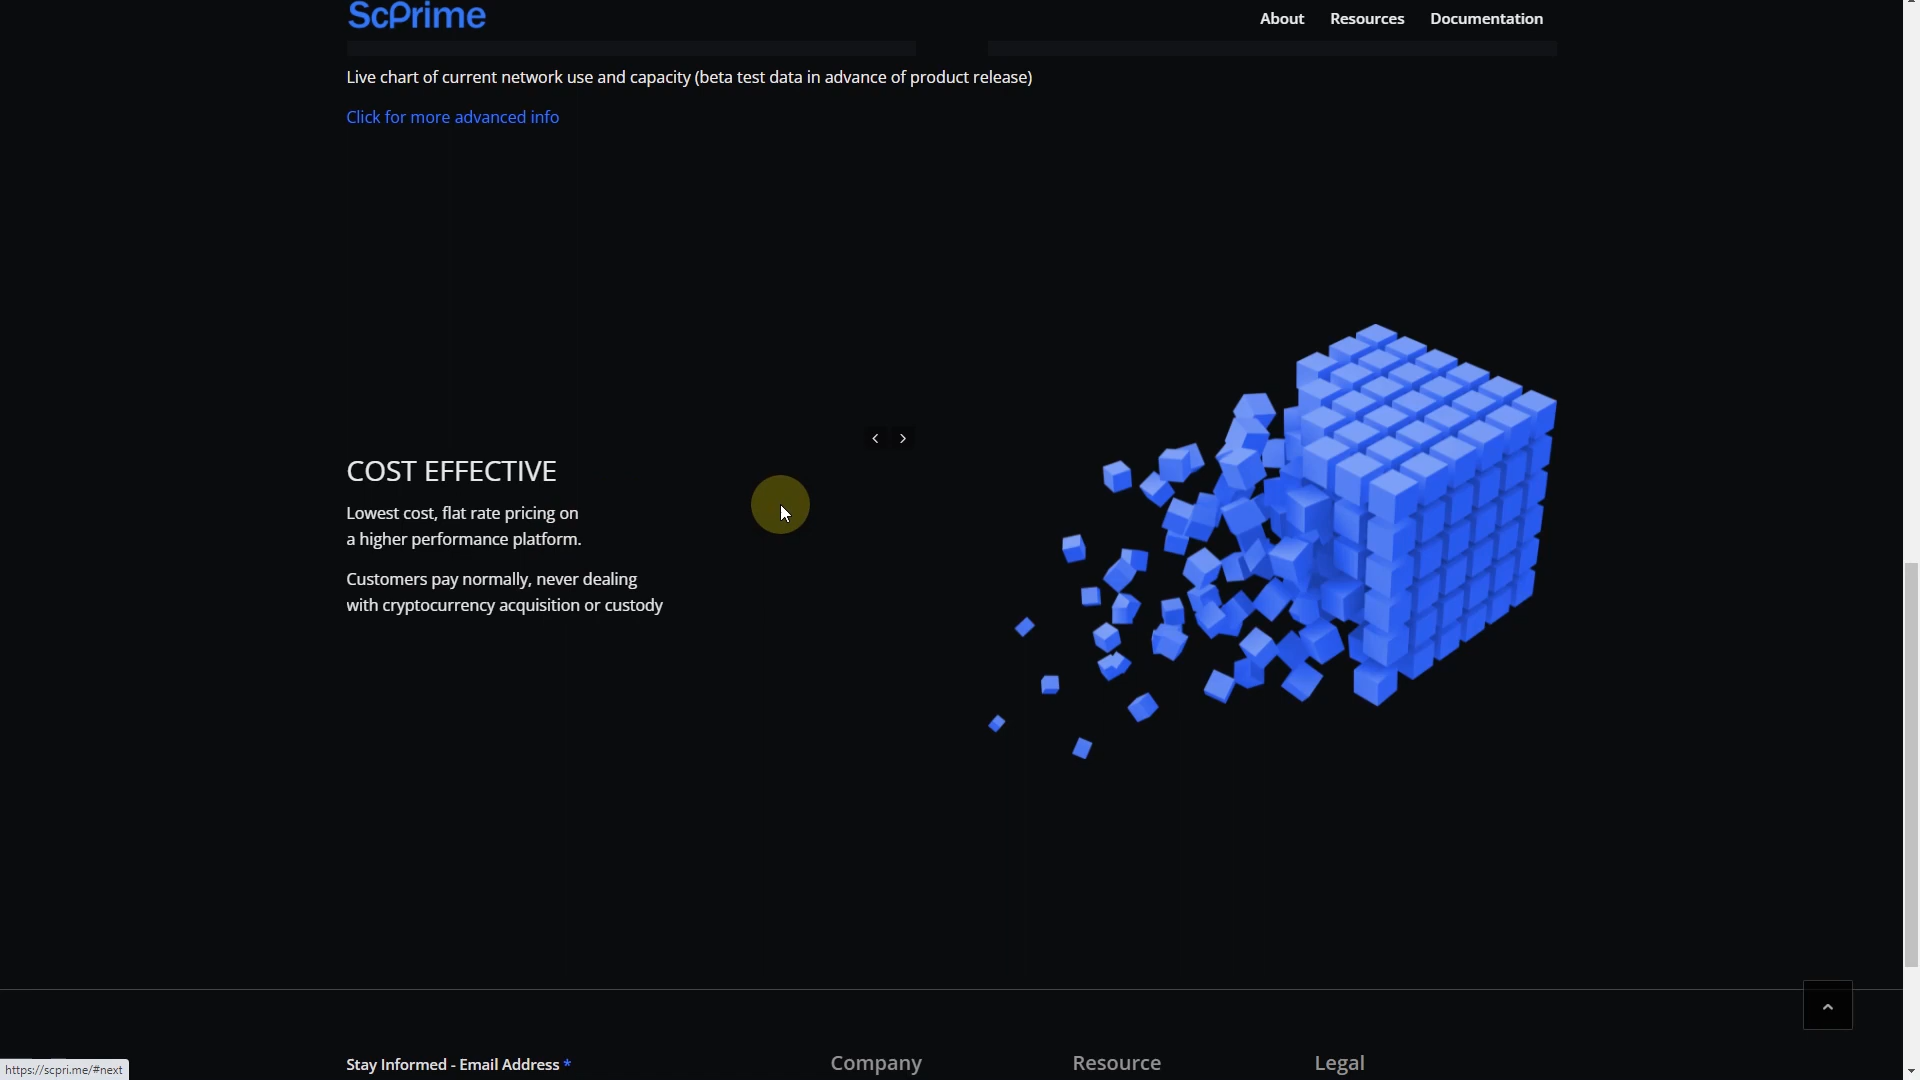 ScPrime
About Resources Documentation
Live chart of current network use and capacity (beta test data in advance of product release)
Click for more advanced info
COST EFFECTIVE
Lowest cost, flat rate pricing on
a higher performance platform.
Customers pay normally, never dealing
with cryptocurrency acquisition or custody
Stay Informed - Email Address *
Company
Resource
Legal
https://scpri.me/#next